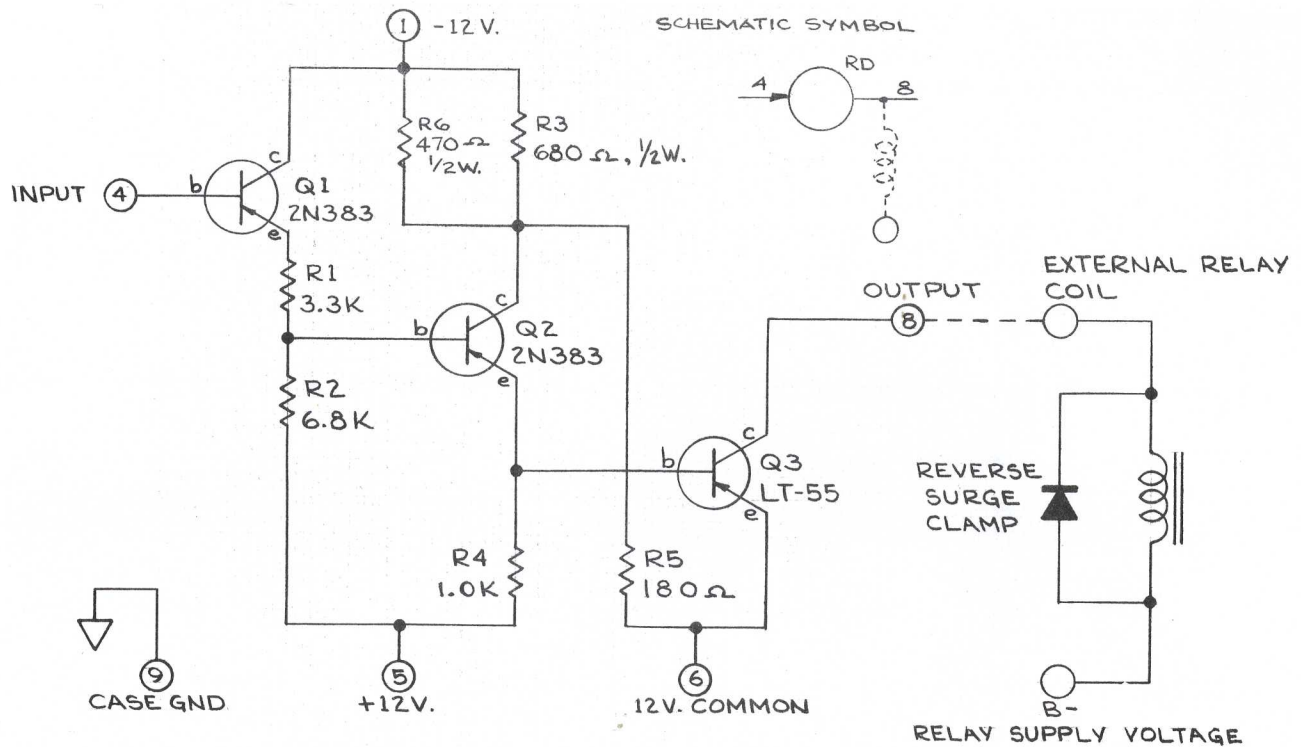 1 -12 V.
SCHEMATIC SYMBOL
RD
4
8
R6
470 Ω
1/2W.
R3
680 Ω, 1/2W.
c
INPUT 4
b
Q1
2N383
e
R1
3.3K
EXTERNAL RELAY
COIL
OUTPUT
8
c
b
Q2
2N383
e
R2
6.8K
c
b
Q3
LT-55
e
REVERSE
SURGE
CLAMP
R4
1.0K
R5
180Ω
9
CASE GND
5
+12V.
6
12V. COMMON
B-
RELAY SUPPLY VOLTAGE